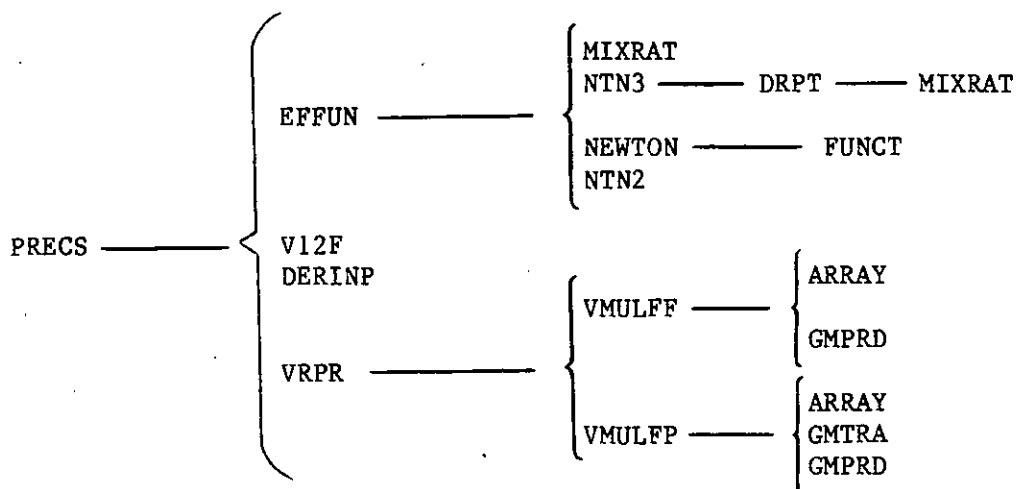 MIXRAT
NTN3 DRPT MIXRAT
EFFUN
NEWTON FUNCT
NTN2
PRECS
V12F
DERINP
ARRAY
VMULFF
GMPRD
VRPR
ARRAY
VMULFP GMTRA
GMPRD